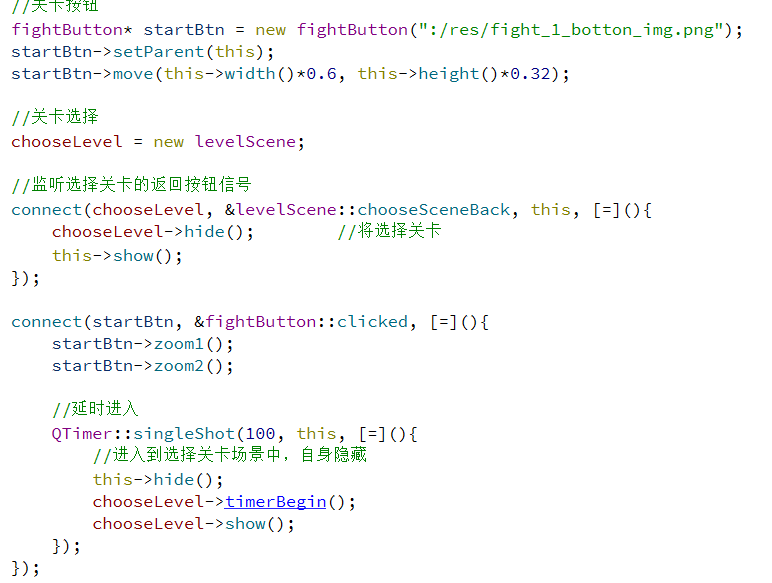 //关卡按钮
fightButton* startBtn = new fightButton(":/res/fight_1_botton_img.png");
startBtn->setParent(this);
startBtn->move(this->width()*0.6, this->height()*0.32);
//关卡选择
chooseLevel = new levelScene;
//监听选择关卡的返回按钮信号
connect(chooseLevel, &levelScene::chooseSceneBack, this, [=](){
    chooseLevel->hide();        //将选择关卡
    this->show();
});
connect(startBtn, &fightButton::clicked, [=](){
    startBtn->zoom1();
    startBtn->zoom2();
    //延时进入
    QTimer::singleShot(100, this, [=](){
        //进入到选择关卡场景中，自身隐藏
        this->hide();
        chooseLevel->timerBegin();
        chooseLevel->show();
    });
});